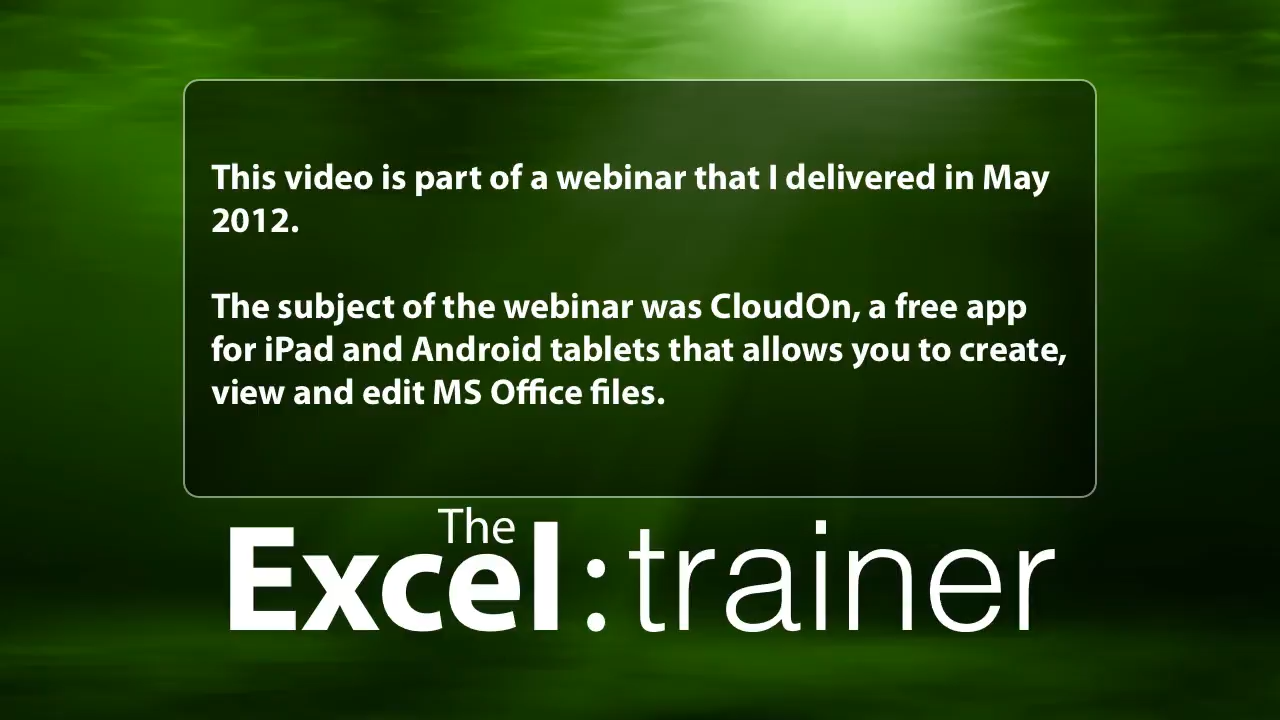 This video is part of a webinar that I delivered in May
2012.
The subject of the webinar was CloudOn, a free app
for iPad and Android tablets that allows you to create,
view and edit MS Office files.
The
Excel:trainer